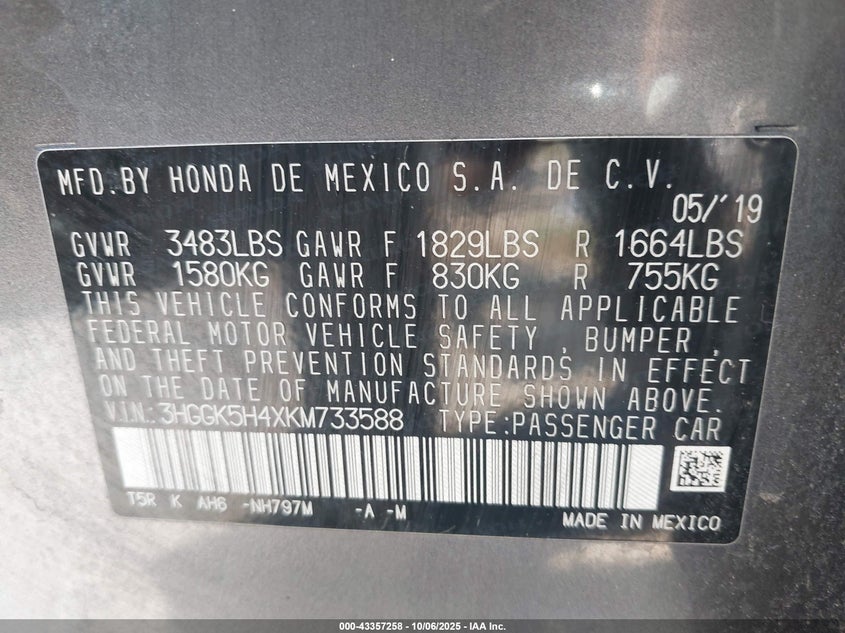 MFD.BY HONDA DE MEXICO S.A. DE C.V.
05/'19
GVWR 3483LBS GAWR F 1829LBS R 1664LBS
GVWR 1580KG GAWR F 830KG R 755KG
THIS VEHICLE CONFORMS TO ALL APPLICABLE
FEDERAL MOTOR VEHICLE SAFETY , BUMPER ,
AND THEFT PREVENTION STANDARDS IN EFFECT
ON THE DATE OF MANUFACTURE SHOWN ABOVE.
V.I.N.:3HGGK5H4XKM733588 TYPE:PASSENGER CAR
T5R K AH6 -NH797M -A -M
MADE IN MEXICO
000-43357258 - 10/06/2025 - IAA Inc.